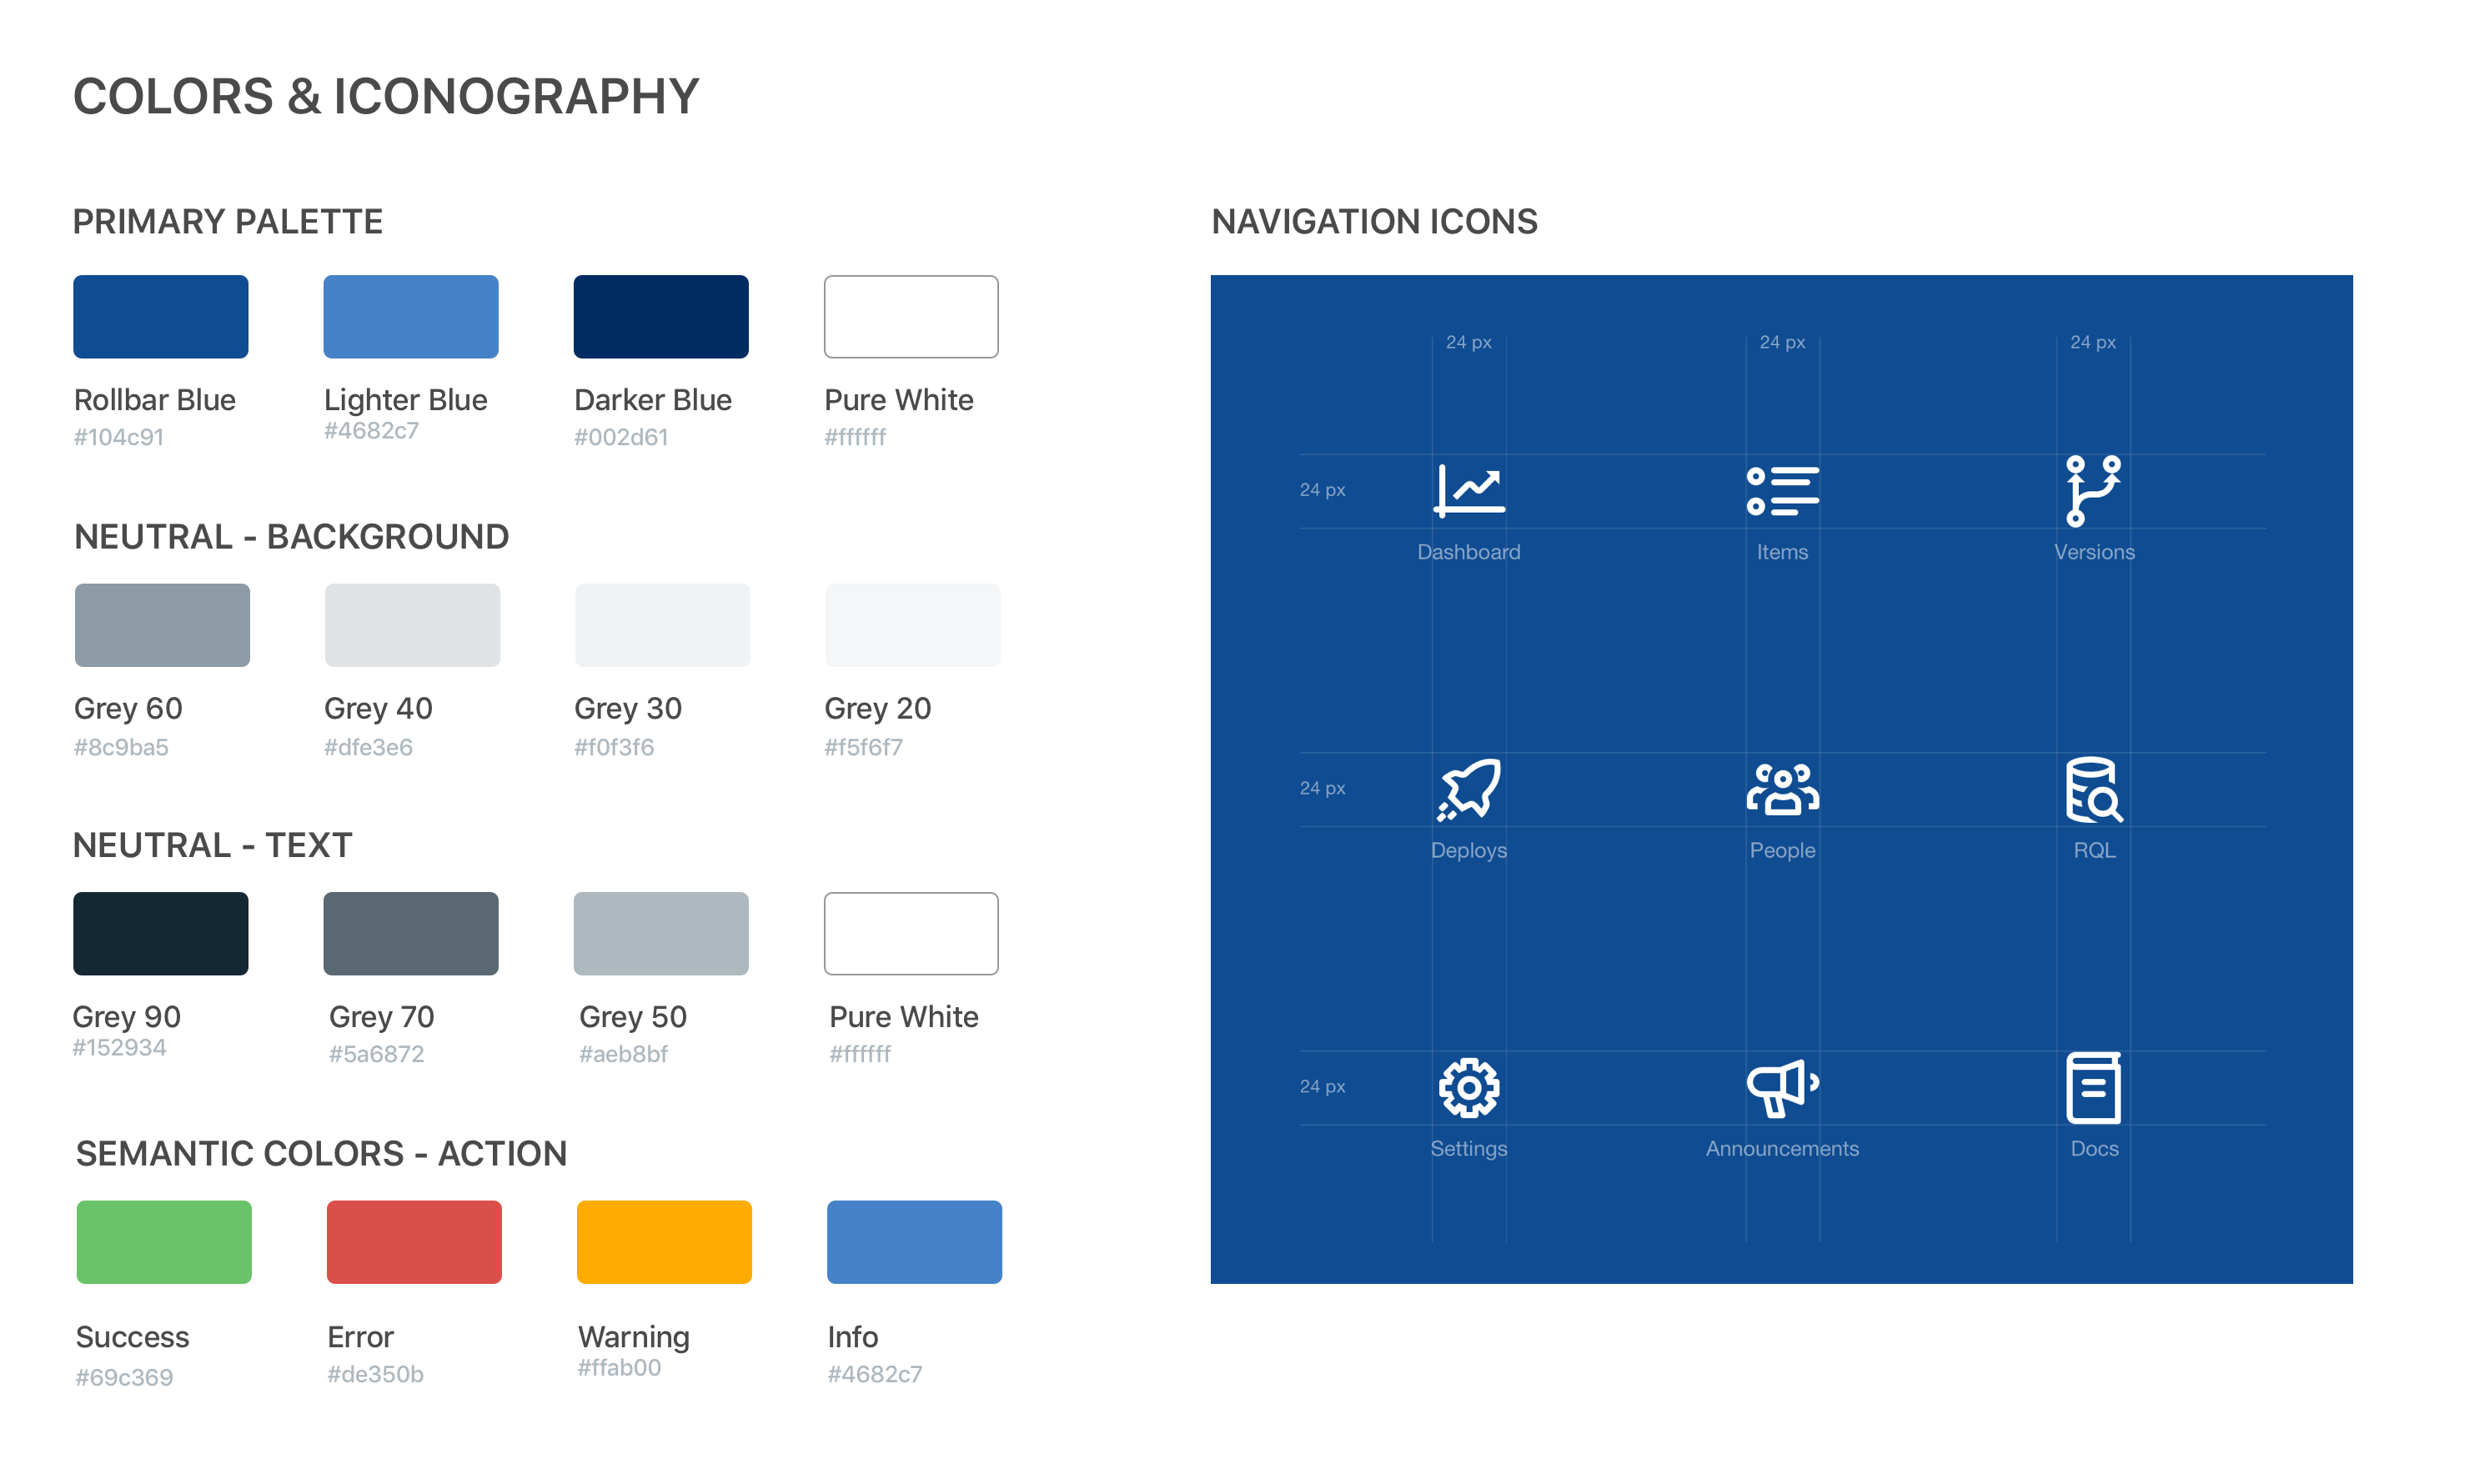 COLORS & ICONOGRAPHY
PRIMARY PALETTE
Rollbar Blue
#104c91
Lighter Blue
#4682c7
Darker Blue
#002d61
Pure White
#ffffff
NEUTRAL - BACKGROUND
Grey 60
#8c9ba5
Grey 40
#dfe3e6
Grey 30
#f0f3f6
Grey 20
#f5f6f7
NEUTRAL - TEXT
Grey 90
#152934
Grey 70
#5a6872
Grey 50
#aeb8bf
Pure White
#ffffff
SEMANTIC COLORS - ACTION
Success
#69c369
Error
#de350b
Warning
#ffab00
Info
#4682c7
NAVIGATION ICONS
24 px
24 px
24 px
24 px
Dashboard
Items
Versions
24 px
Deploys
People
RQL
24 px
Settings
Announcements
Docs